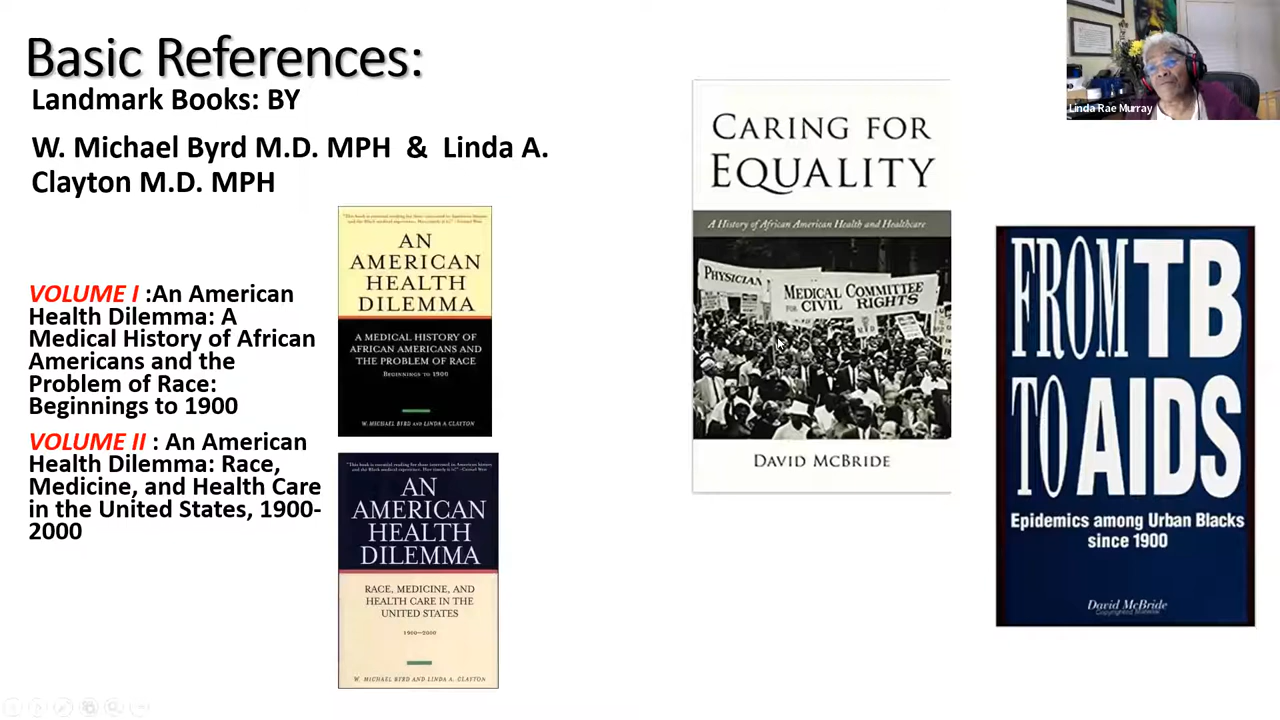 Basic References:
Landmark Books: BY
W. Michael Byrd M.D. MPH & Linda A.
Clayton M.D. MPH
VOLUME I :An American
Health Dilemma: A
Medical History of African
Americans and the
Problem of Race:
Beginnings to 1900
VOLUME II : An American
Health Dilemma: Race,
Medicine, and Health Care
in the United States, 1900-
2000
AN
AMERICAN
HEALTH
DILEMMA
A MEDICAL HISTORY OF
AFRICAN AMERICANS AND
THE PROBLEM OF RACE
BEGINNINGS TO 1900
W. MICHAEL BYRD AND LINDA A. CLAYTON
AN
AMERICAN
HEALTH
DILEMMA
RACE, MEDICINE, AND
HEALTH CARE IN THE
UNITED STATES
1900–2000
W. MICHAEL BYRD AND LINDA A. CLAYTON
CARING FOR
EQUALITY
A History of African American Health and Healthcare
PHYSICIAN
MEDICAL COMMITTEE
FOR CIVIL RIGHTS
DAVID MCBRIDE
FROM TB
TO AIDS
Epidemics among Urban Blacks
since 1900
David McBride
Copyrighted Material
Linda Rae Murray